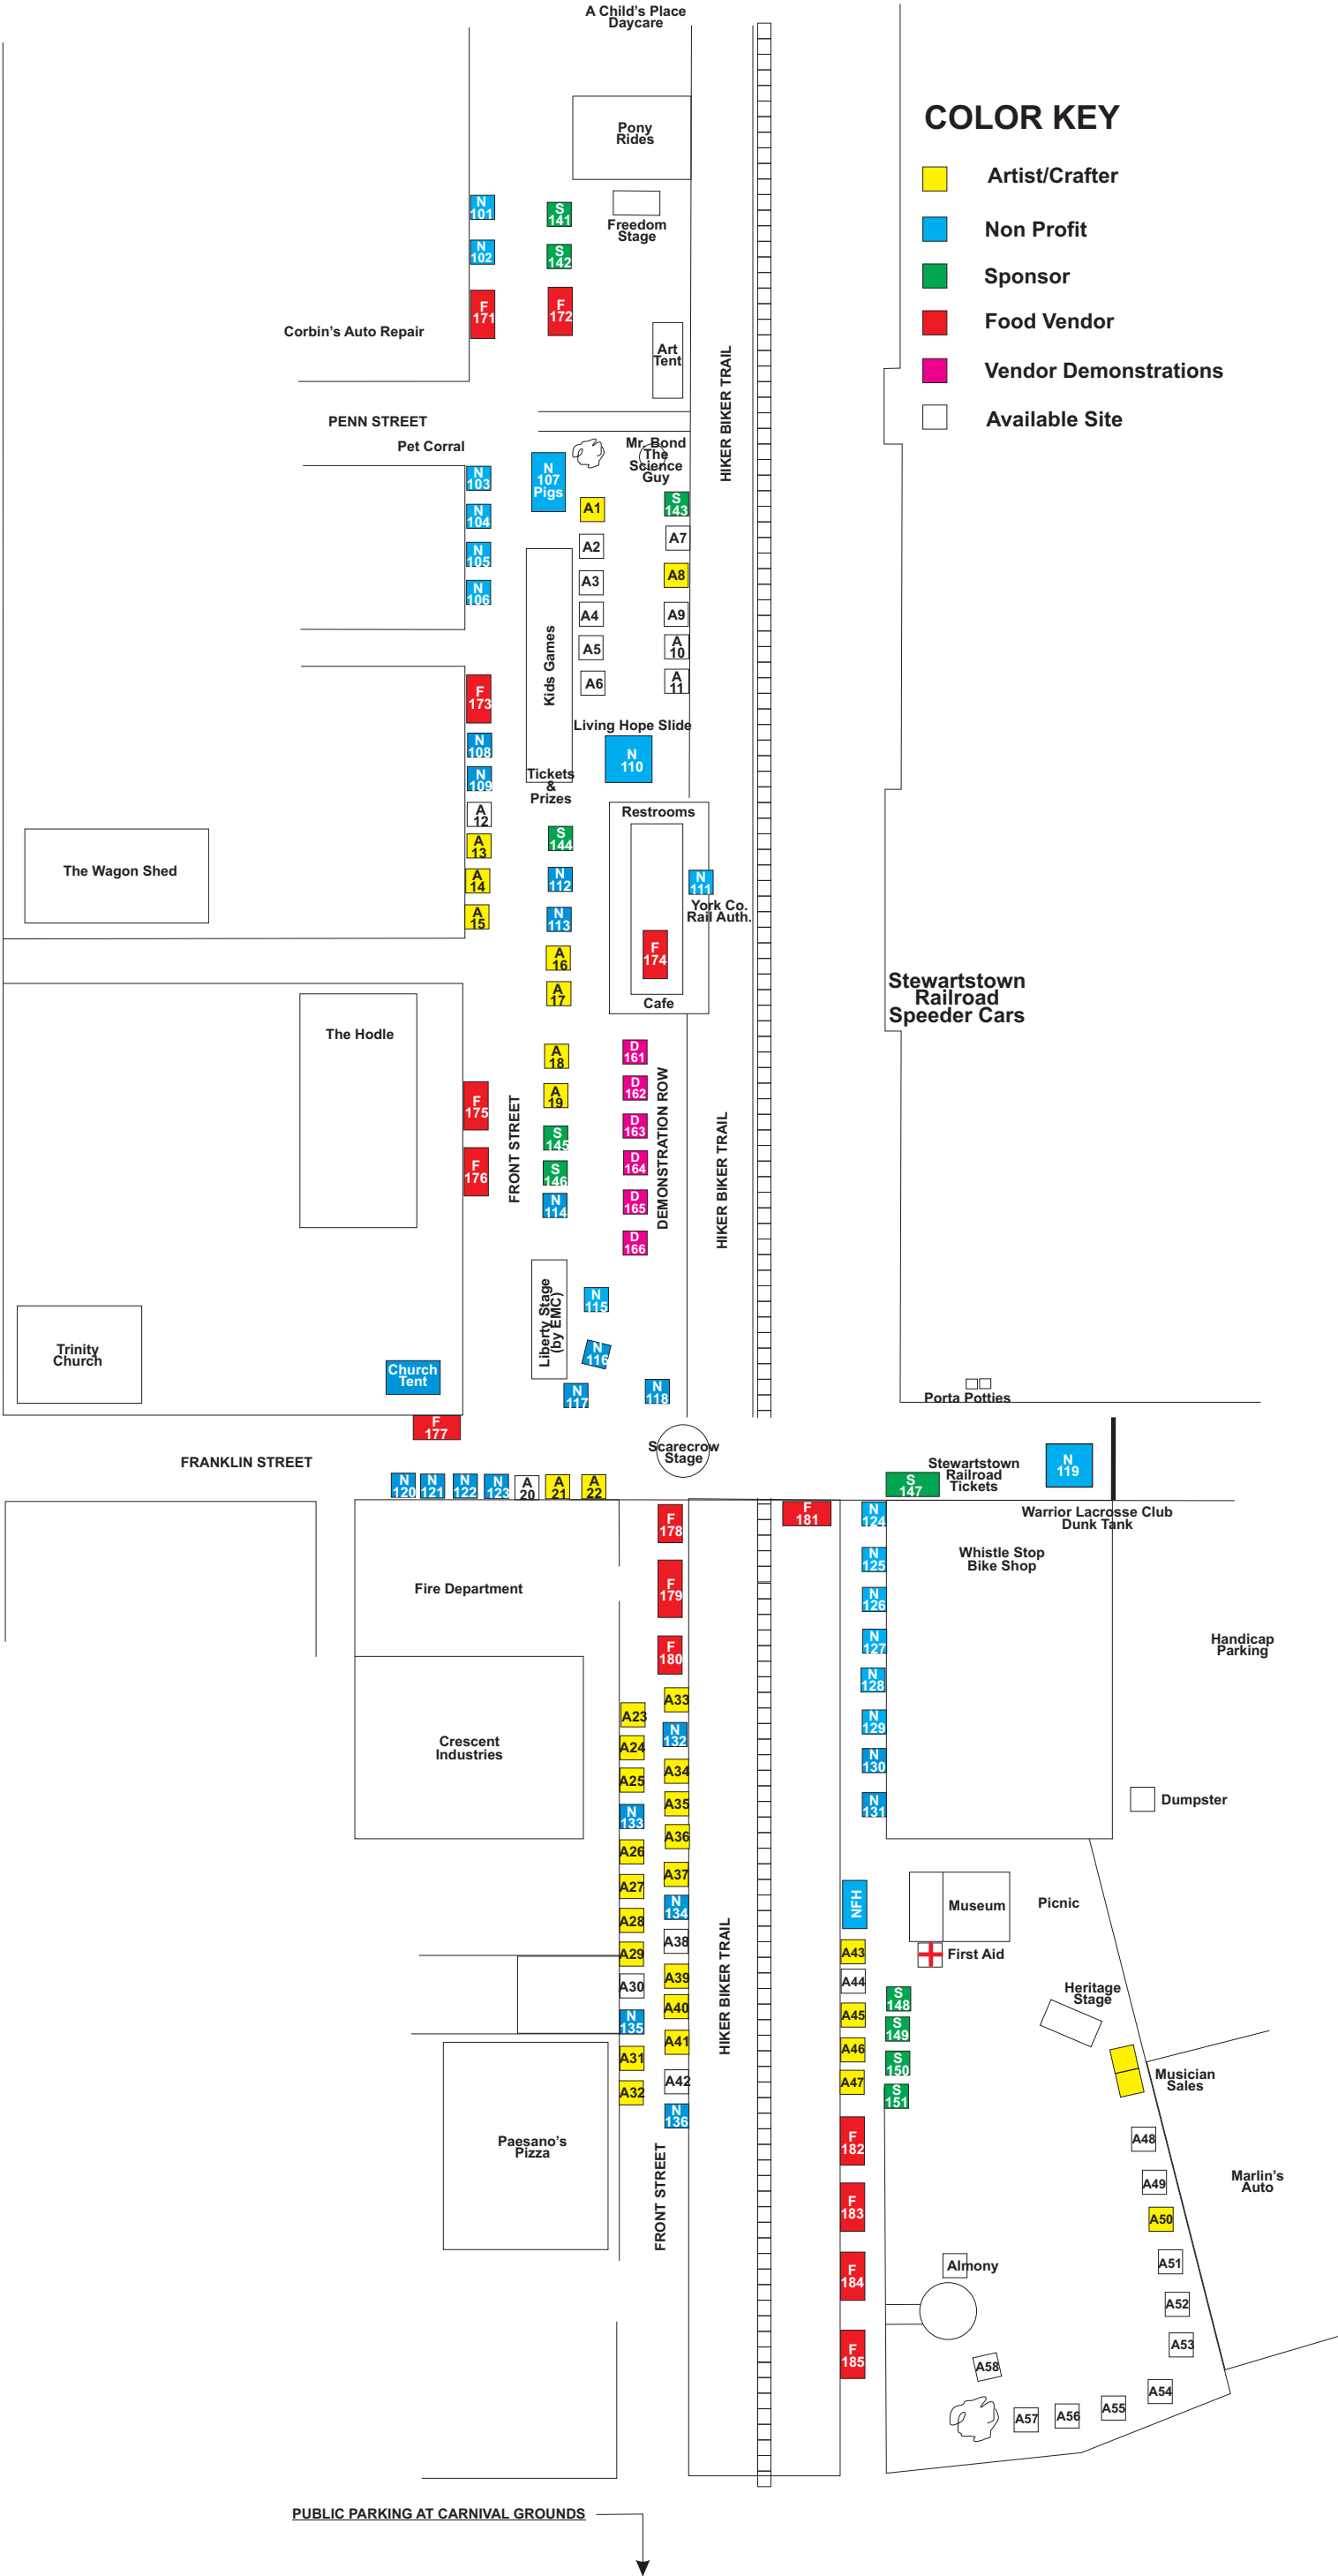 A Child's Place
Daycare
COLOR KEY
Artist/Crafter
Non Profit
Sponsor
Food Vendor
Vendor Demonstrations
Available Site
Pony
Rides
N
101
S
141
Freedom
Stage
N
102
S
142
F
171
F
172
Corbin's Auto Repair
Art
Tent
HIKER BIKER TRAIL
PENN STREET
Pet Corral
Mr. Bond
The
Science
Guy
N
103
N
107
Pigs
A1
S
143
N
104
A2
A7
N
105
A3
A8
N
106
A4
A9
A5
A
10
A6
A
11
Kids Games
F
173
Living Hope Slide
N
108
N
110
N
109
Tickets
&
Prizes
A
12
Restrooms
A
13
S
144
The Wagon Shed
A
14
N
112
N
111
York Co.
Rail Auth.
A
15
N
113
A
16
F
174
A
17
Cafe
Stewartstown
Railroad
Speeder Cars
The Hodle
A
18
D
161
A
19
D
162
F
175
S
145
D
163
F
176
S
146
D
164
N
114
D
165
D
166
FRONT STREET
DEMONSTRATION ROW
HIKER BIKER TRAIL
Liberty Stage
(by EMC)
N
115
N
116
Trinity
Church
Church
Tent
N
117
N
118
Porta Potties
F
177
FRANKLIN STREET
Scarecrow
Stage
Stewartstown
Railroad
Tickets
N
119
N
120
N
121
N
122
N
123
A
20
A
21
A
22
S
147
F
178
F
181
N
124
Warrior Lacrosse Club
Dunk Tank
N
125
Whistle Stop
Bike Shop
Fire Department
F
179
N
126
F
180
N
127
Handicap
Parking
N
128
A23
A33
N
129
Crescent
Industries
A24
N
132
N
130
A25
A34
N
131
Dumpster
N
133
A35
A26
A36
A27
A37
NFH
Museum
Picnic
A28
N
134
A29
A38
A43
First Aid
A30
A39
A44
Heritage
Stage
S
148
N
135
A40
A45
S
149
A31
A41
A46
S
150
A32
A42
A47
S
151
Musician
Sales
N
136
HIKER BIKER TRAIL
Paesano's
Pizza
F
182
A48
FRONT STREET
F
183
A49
Marlin's
Auto
A50
F
184
Almony
A51
A52
F
185
A53
A58
A54
A55
A56
A57
PUBLIC PARKING AT CARNIVAL GROUNDS